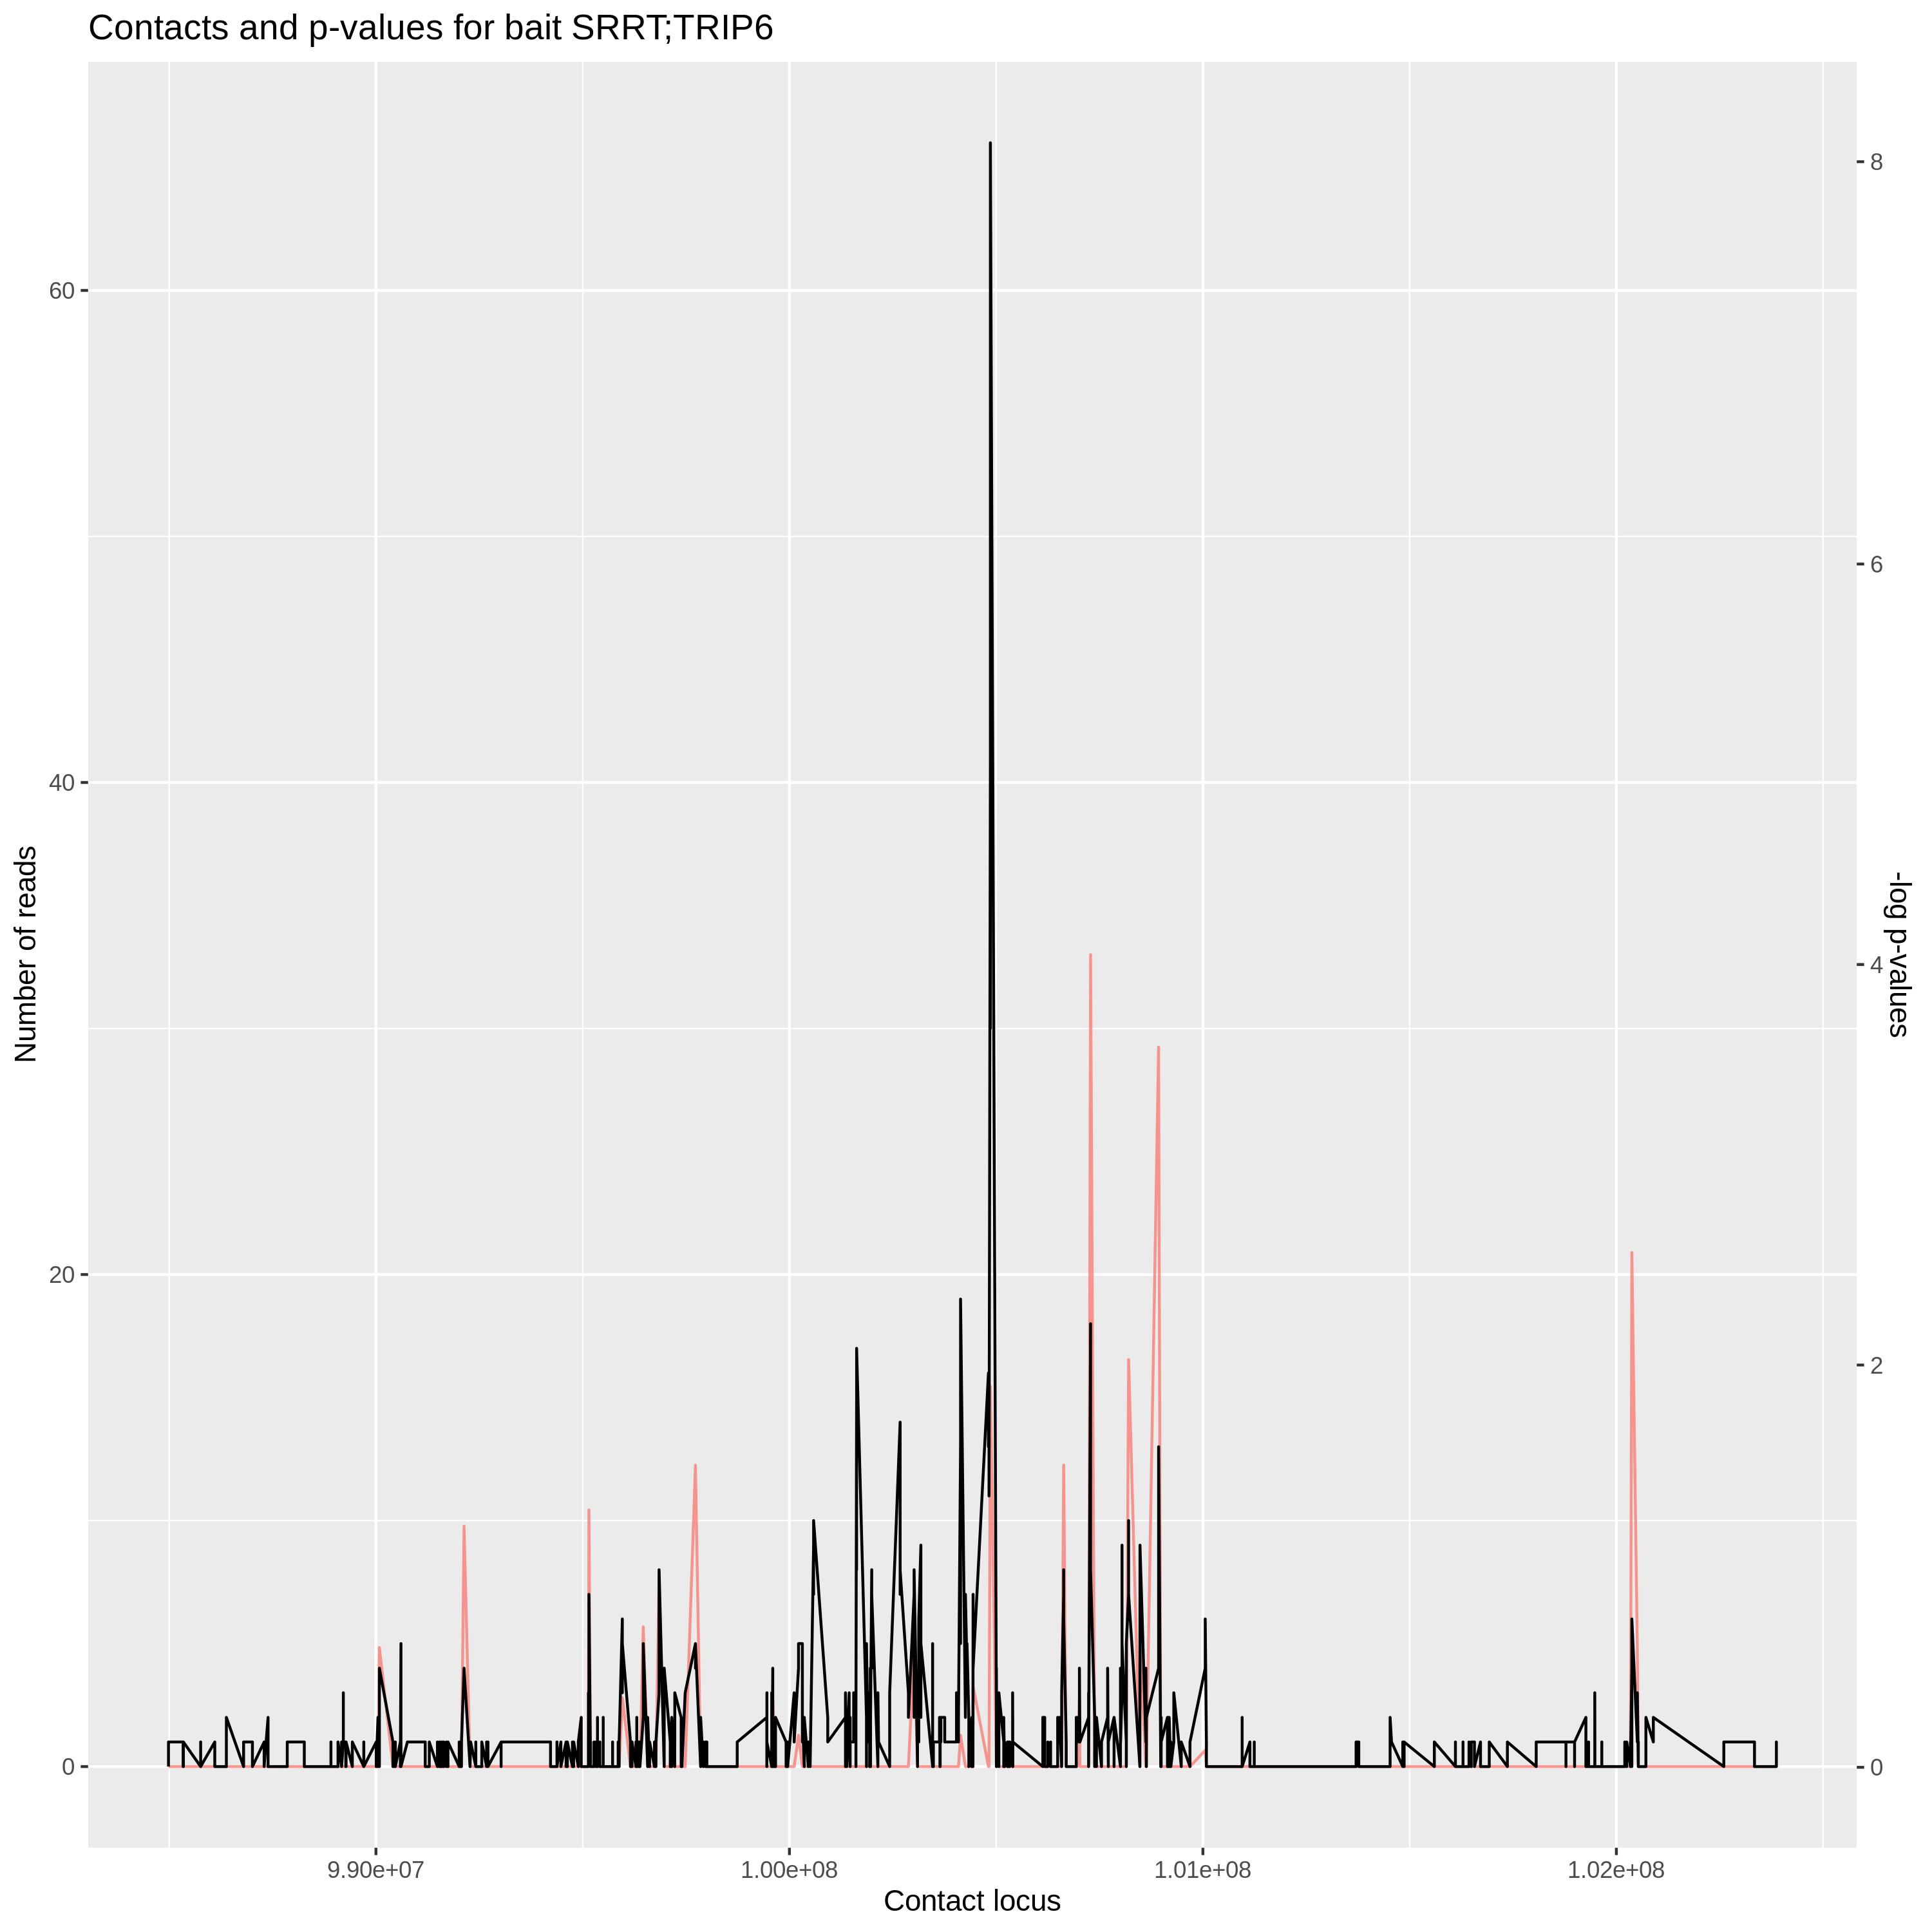 Contacts and p-values for bait SRRT;TRIP6
Number of reads
60
40
20
0
-log p-values
8
6
4
2
0
9.90e+07
1.00e+08
1.01e+08
1.02e+08
Contact locus